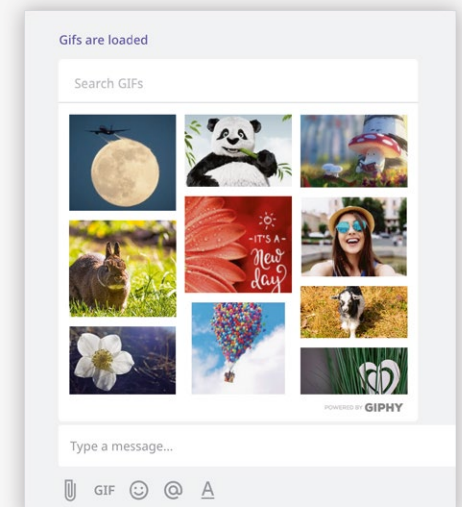 Gifs are loaded
Search GIFs
-IT'S A-
New
day
POWERED BY GIPHY
Type a message...
GIF
@
A